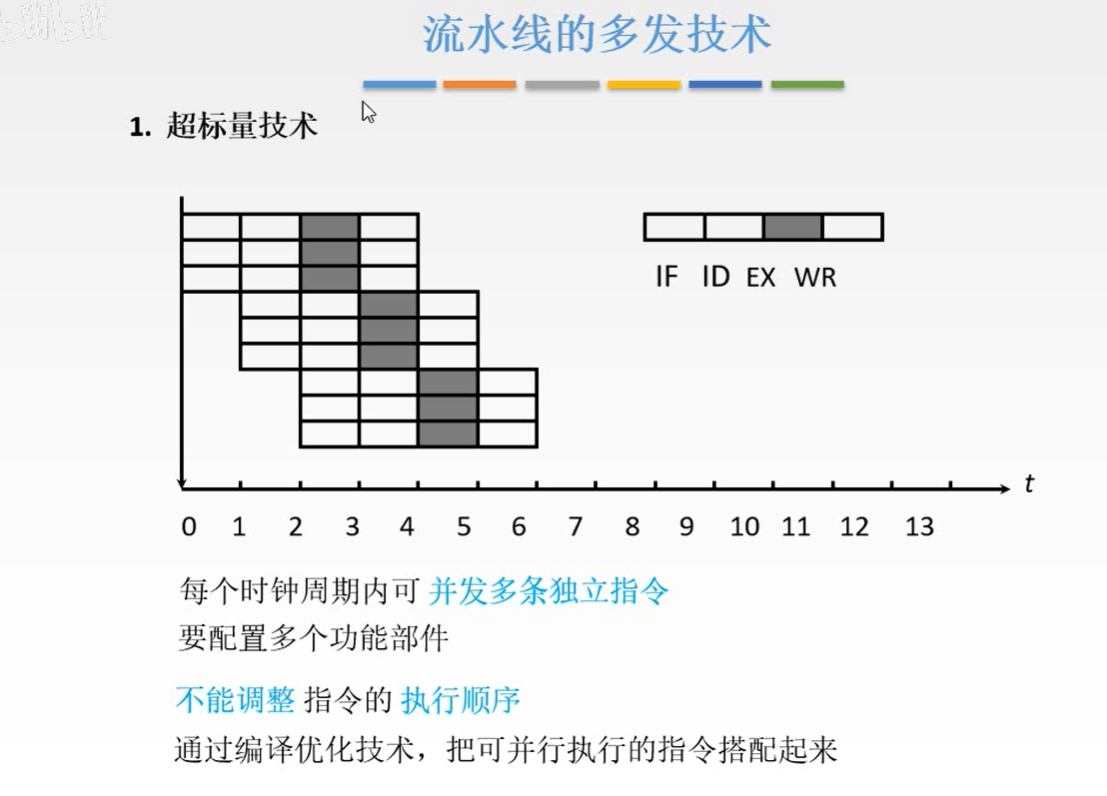 流水线的多发技术
1. 超标量技术
IF ID EX WR
t
0 1 2 3 4 5 6 7 8 9 10 11 12 13
每个时钟周期内可 并发多条独立指令
要配置多个功能部件
不能调整 指令的 执行顺序
通过编译优化技术，把可并行执行的指令搭配起来